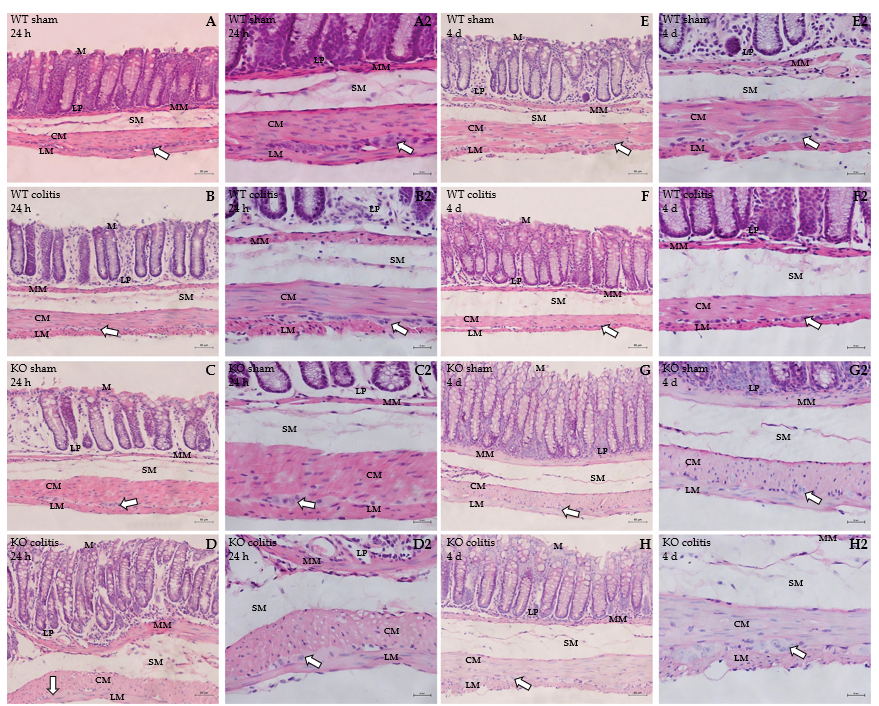 WT sham A
24 h
M
LP
MM
SM
CM
LM
WT sham A2
24 h
LP
MM
SM
CM
LM
WT sham E
4 d
M
LP
MM
SM
CM
LM
WT sham E2
4 d
LP
MM
SM
CM
LM
WT colitis B
24 h
M
LP
MM
SM
CM
LM
WT colitis B2
24 h
LP
MM
SM
CM
LM
WT colitis F
4 d
M
LP
MM
SM
CM
LM
WT colitis F2
4 d
LP
MM
SM
CM
LM
KO sham C
24 h
M
LP
MM
SM
CM
LM
KO sham C2
24 h
LP
MM
SM
CM
LM
KO sham G
4 d
M
LP
MM
SM
CM
LM
KO sham G2
4 d
LP
MM
SM
CM
LM
KO colitis D
24 h
M
LP
MM
SM
CM
LM
KO colitis D2
24 h
LP
MM
SM
CM
LM
KO colitis H
4 d
M
LP
MM
SM
CM
LM
KO colitis H2
4 d
MM
SM
CM
LM